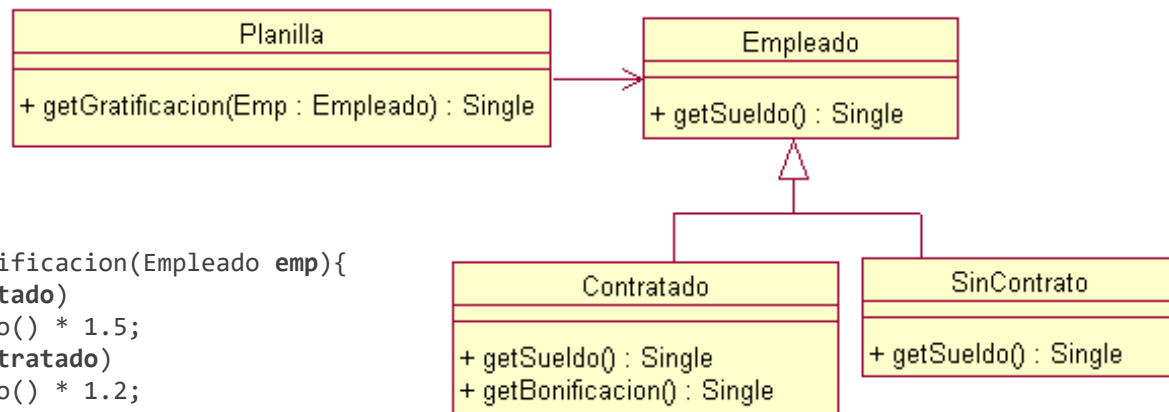 Planilla
+ getGratificacion(Emp : Empleado) : Single
Empleado
+ getSueldo() : Single
ificacion(Empleado emp){
tado)
o() * 1.5;
tratado)
o() * 1.2;
Contratado
+ getSueldo() : Single
+ getBonificacion() : Single
SinContrato
+ getSueldo() : Single